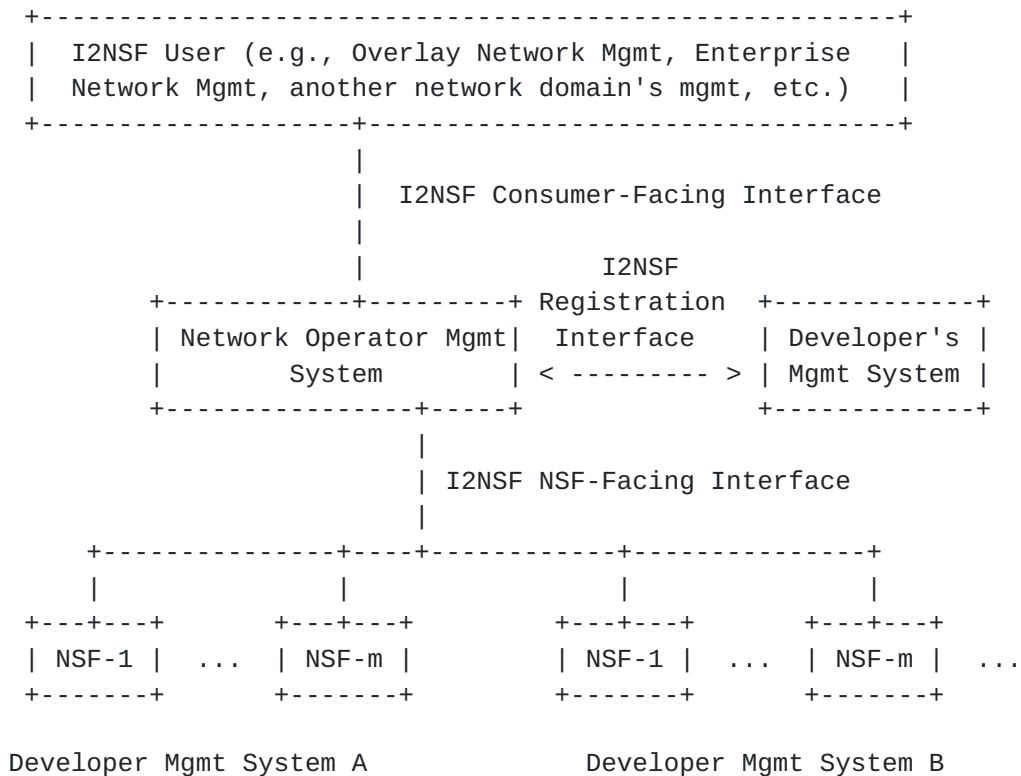 I2NSF User (e.g., Overlay Network Mgmt, Enterprise
Network Mgmt, another network domain's mgmt, etc.)
I2NSF Consumer-Facing Interface
I2NSF
Registration
Network Operator Mgmt Interface Developer's
System < --------- > Mgmt System
I2NSF NSF-Facing Interface
NSF-1 ... NSF-m NSF-1 ... NSF-m ...
Developer Mgmt System A Developer Mgmt System B